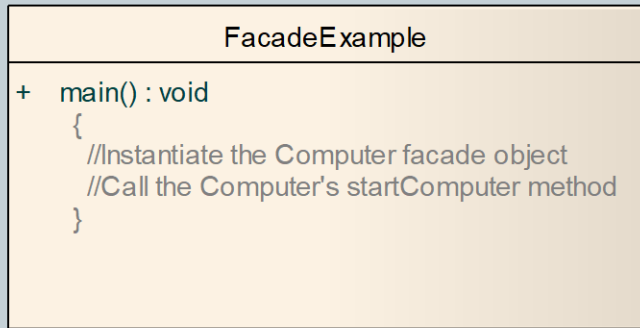 FacadeExample
+ main() : void
{
//Instantiate the Computer facade object
//Call the Computer's startComputer method
}